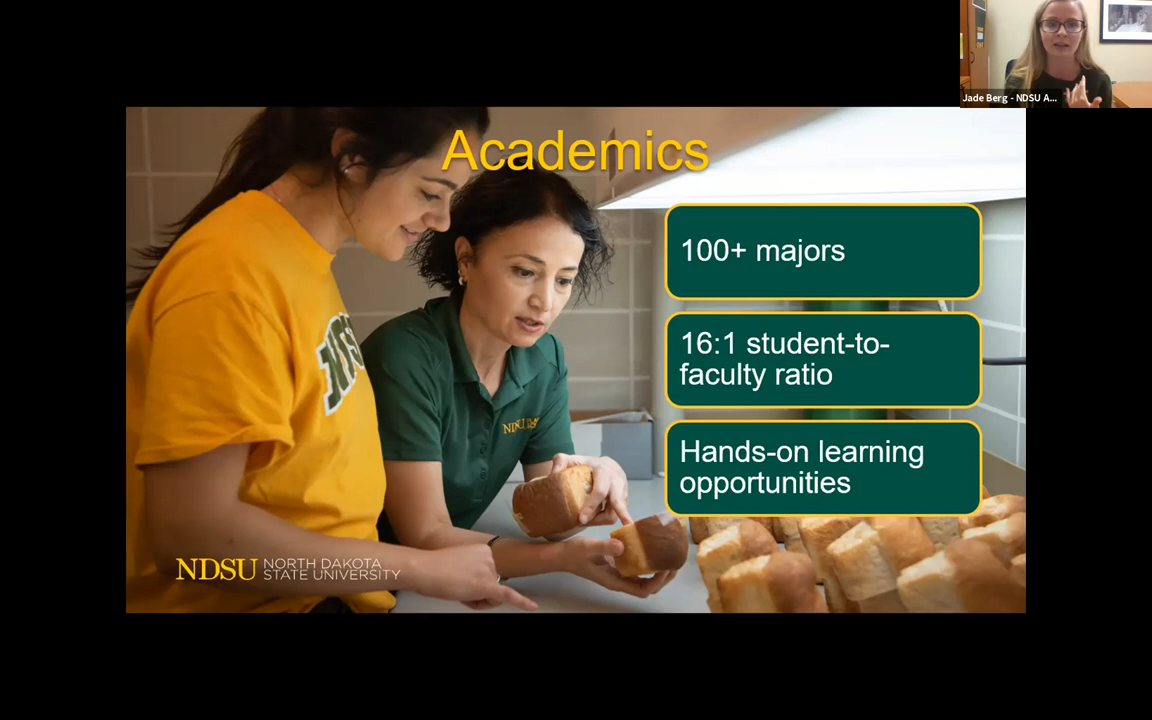 Jade Berg - NDSU A...
Academics
100+ majors
16:1 student-to-
faculty ratio
Hands-on learning
opportunities
NDSU
NDSU NORTH DAKOTA
STATE UNIVERSITY